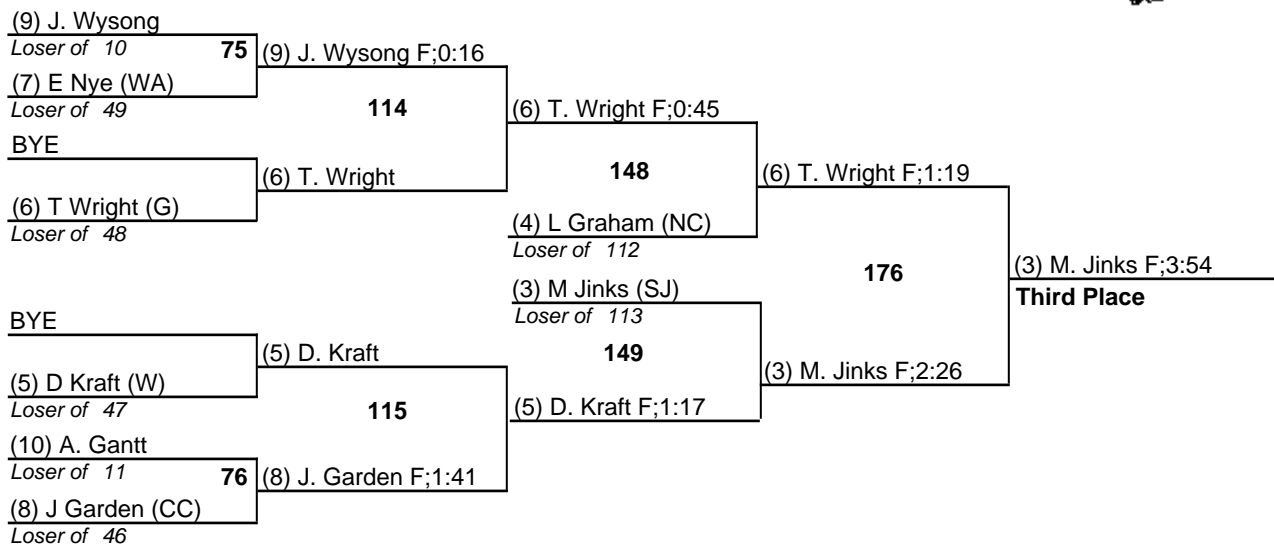 (9) J. Wysong
Loser of 10
75
(9) J. Wysong F;0:16
(7) E Nye (WA)
Loser of 49
114
(6) T. Wright F;0:45
BYE
(6) T. Wright
148
(6) T. Wright F;1:19
(6) T Wright (G)
Loser of 48
(4) L Graham (NC)
Loser of 112
176
(3) M. Jinks F;3:54
Third Place
(3) M Jinks (SJ)
Loser of 113
BYE
(5) D. Kraft
149
(3) M. Jinks F;2:26
(5) D Kraft (W)
Loser of 47
115
(5) D. Kraft F;1:17
(10) A. Gantt
Loser of 11
76
(8) J. Garden F;1:41
(8) J Garden (CC)
Loser of 46